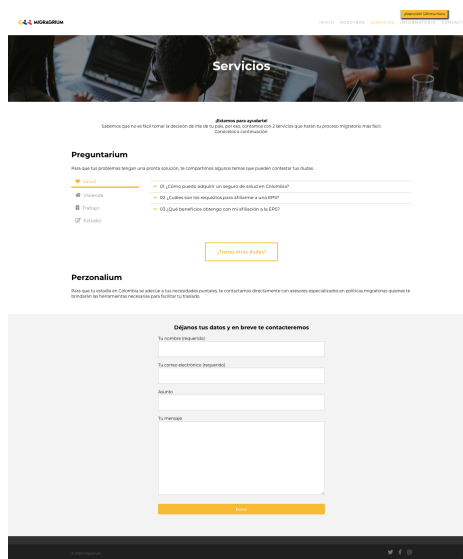 ¡Atención! Última hora
MIGRAGRIUM
INICIO NOSOTROS SERVICIOS INFORMATORIO CONTACT
Servicios
¡Estamos para ayudarte!
Sabemos que no es fácil tomar la decisión de irte de tu país, por eso, contamos con 2 servicios que harán tu proceso migratorio más fácil.
Conócelos a continuación.
Preguntarium
Para que tus problemas tengan una pronta solución, te compartimos algunos temas que pueden contestar tus dudas.
Salud
Vivienda
Trabajo
Estudio
01 ¿Cómo puedo adquirir un seguro de salud en Colombia?
02 ¿Cuáles son los requisitos para afiliarme a una EPS?
03 ¿Qué beneficios obtengo con mi afiliación a la EPS?
¿Tienes otras dudas?
Perzonalium
Para que tu estadía en Colombia se adecúe a tus necesidades puntales, te contactamos directamente con asesores especializados en políticas migratorias quienes te
brindarán las herramientas necesarias para facilitar tu traslado.
Déjanos tus datos y en breve te contacteremos
Tu nombre (requerido)
Tu correo electrónico (requerido)
Asunto
Tu mensaje
Enviar